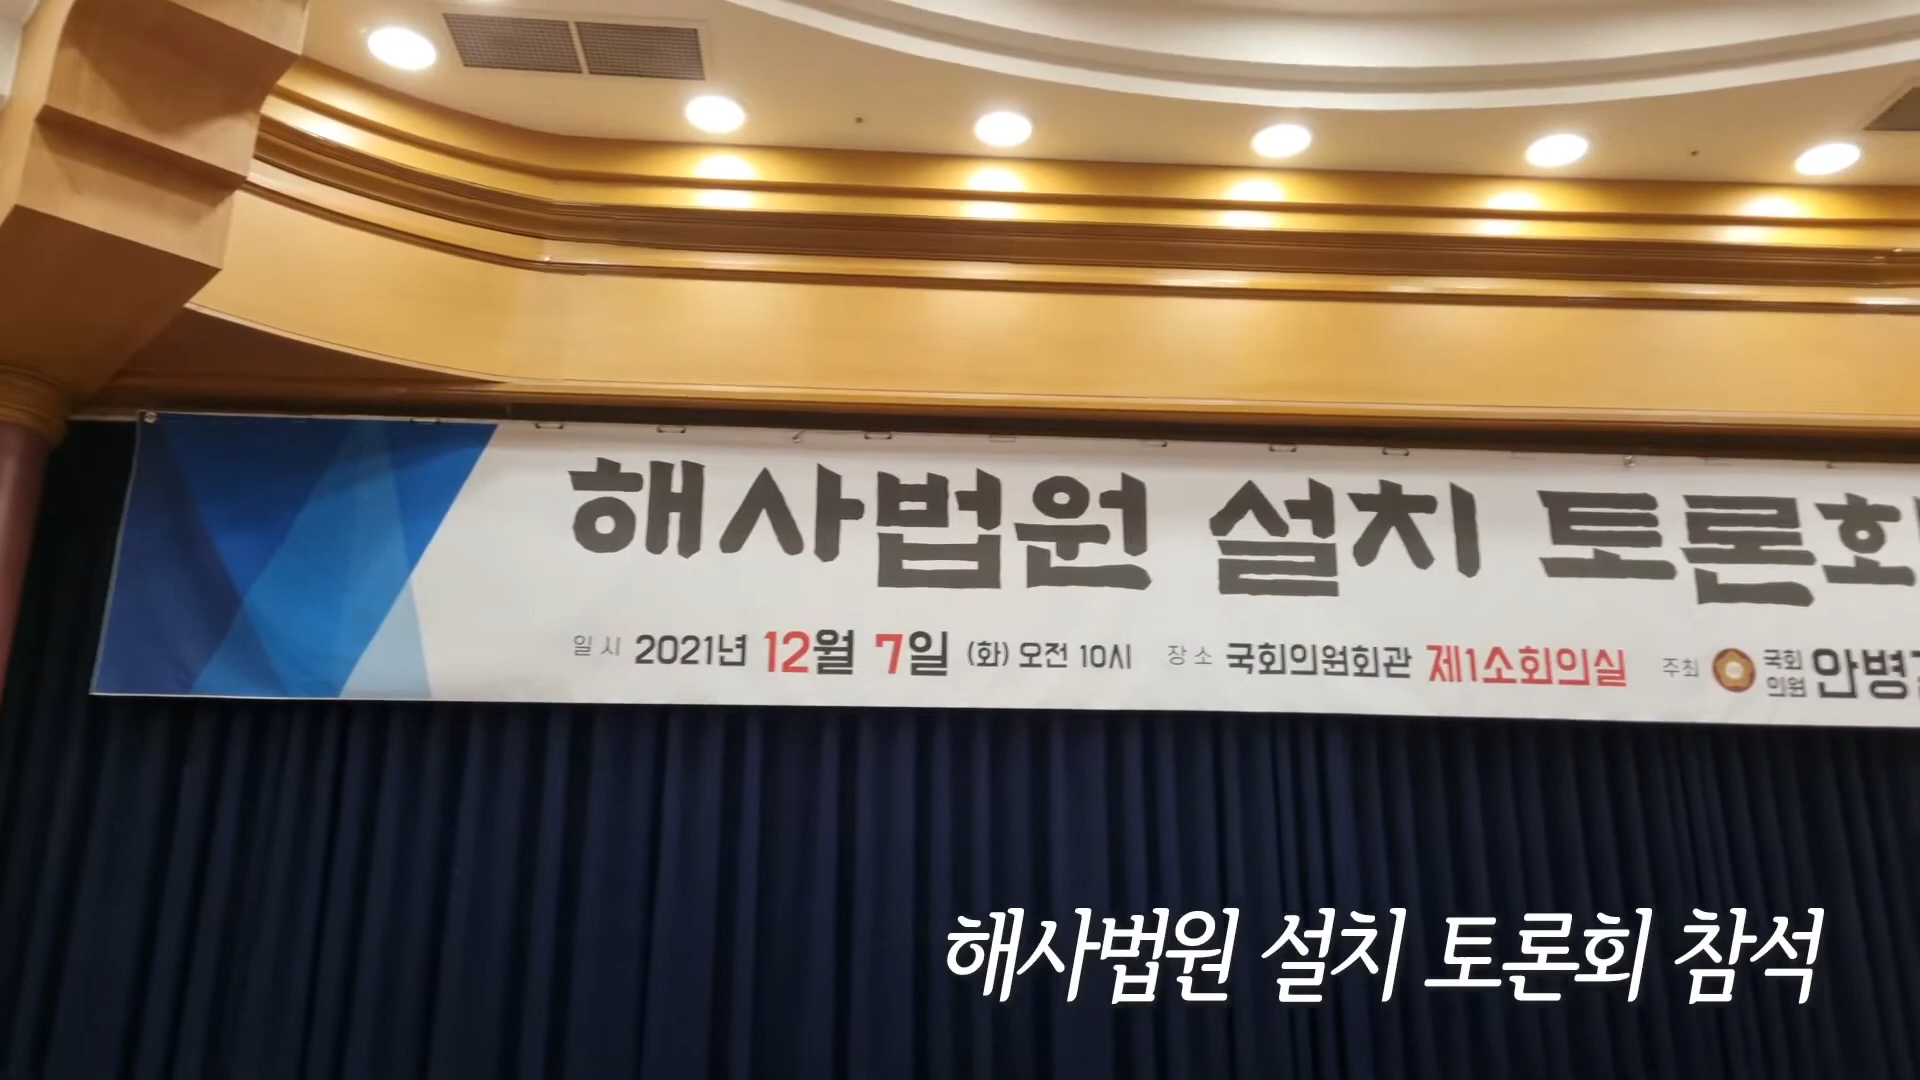 해사법원 설치 토론회
일시 2021년 12월 7일 (화) 오전 10시 장소 국회의원회관 제1소회의실 주최 국회의원 안병
해사법원 설치 토론회 참석